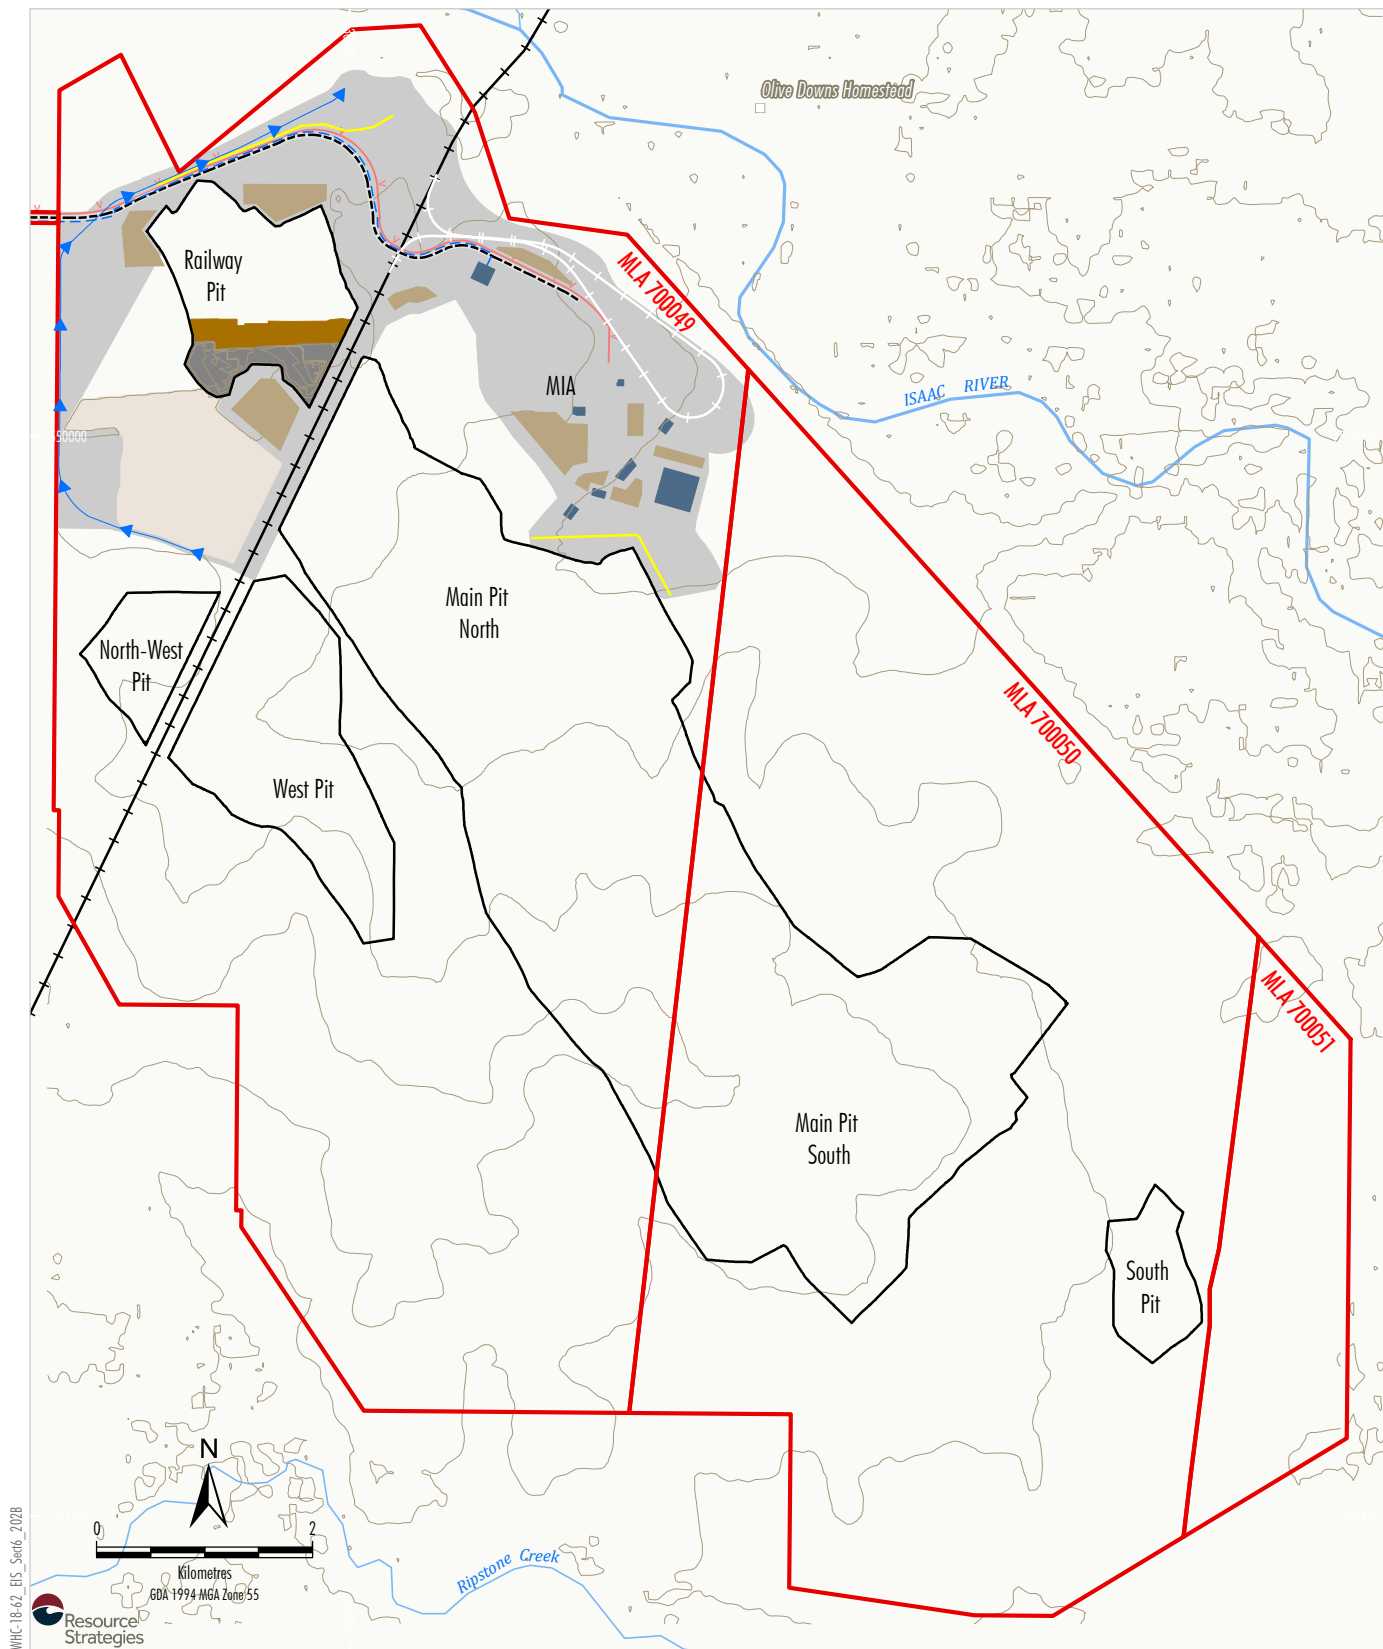 Olive Downs Homestead
Railway
Pit
MLA 700049
MIA
ISAAC RIVER
50000
Main Pit
North
North-West
Pit
MLA 700050
West Pit
MLA 700051
Main Pit
South
South
Pit
N
0 2
Kilometres
GDA 1994 MGA Zone 55
Ripstone Creek
WHC-18-62_EIS_Sect6_202B
Resource
Strategies